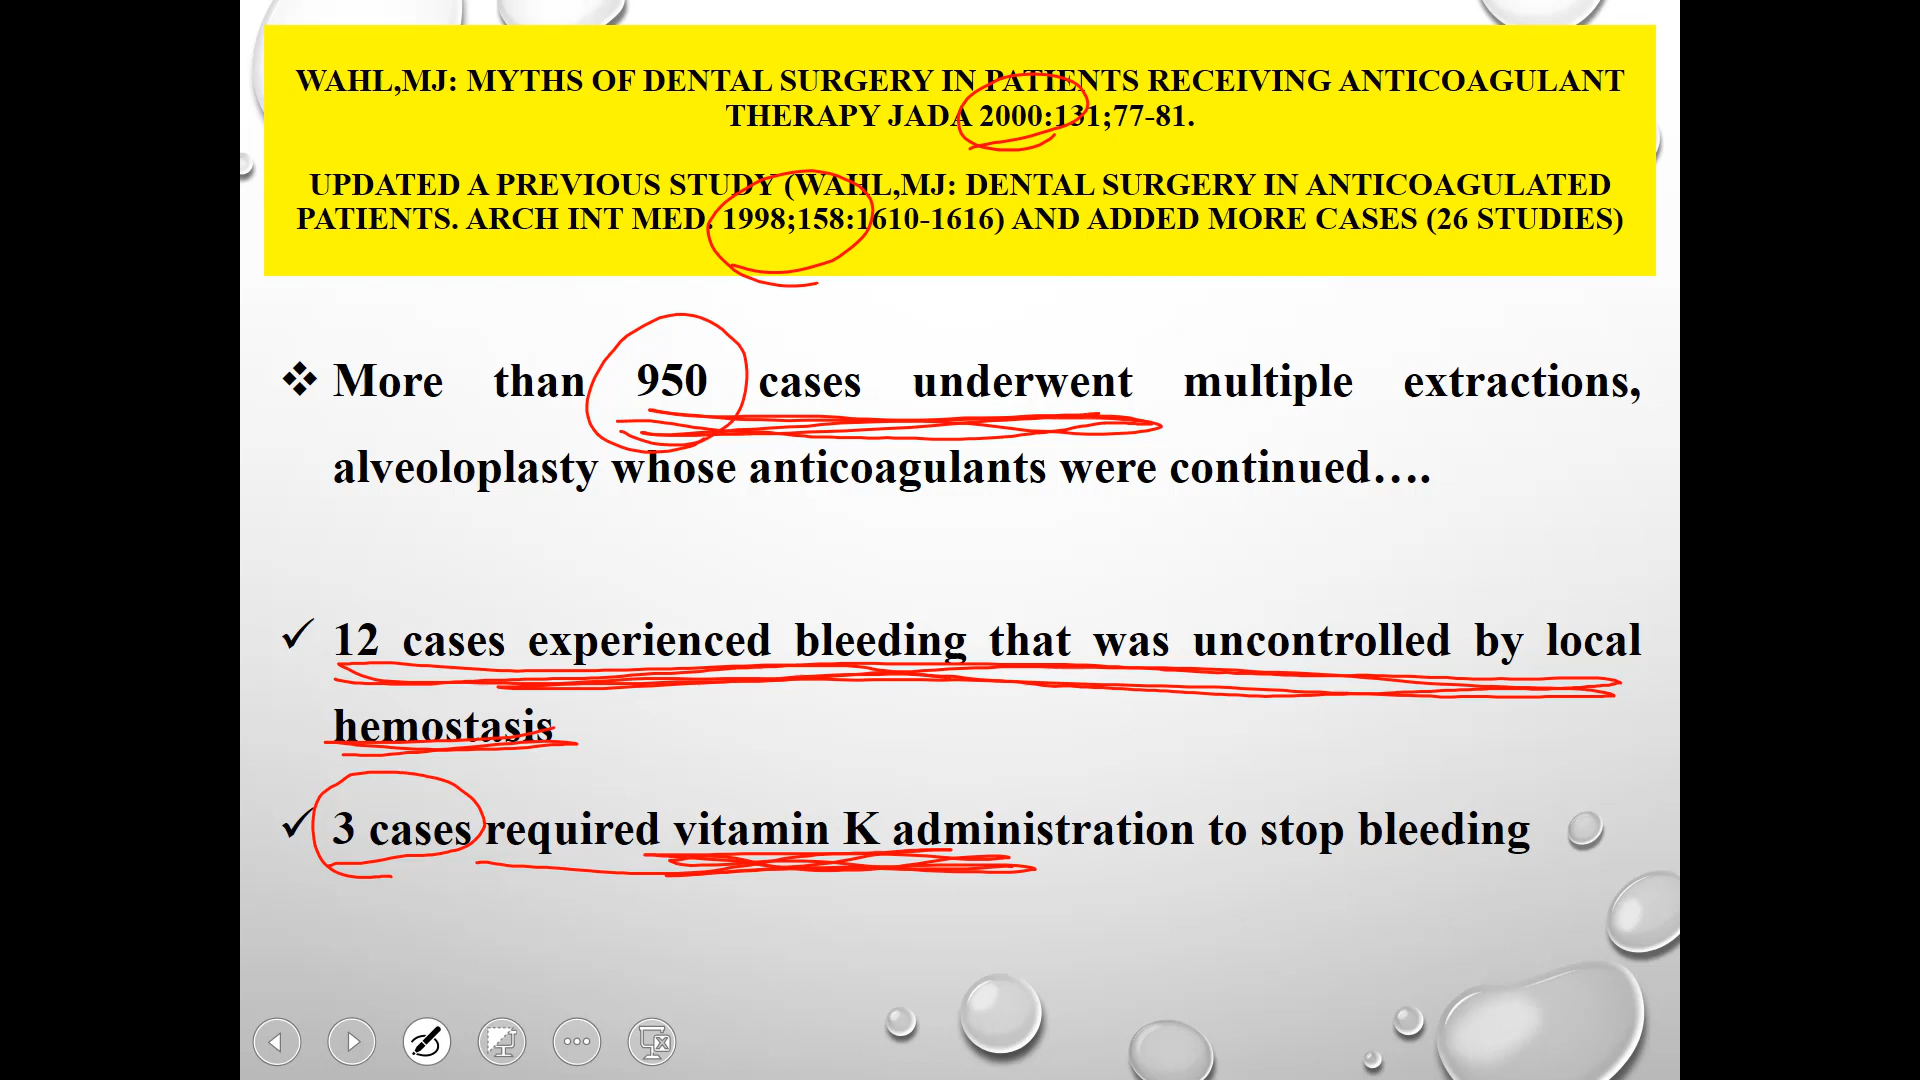 WAHL,MJ: MYTHS OF DENTAL SURGERY IN PATIENTS RECEIVING ANTICOAGULANT
THERAPY JADA 2000:131;77-81.
UPDATED A PREVIOUS STUDY (WAHL,MJ: DENTAL SURGERY IN ANTICOAGULATED
PATIENTS. ARCH INT MED. 1998;158:1610-1616) AND ADDED MORE CASES (26 STUDIES)
❖ More than 950 cases underwent multiple extractions,
alveoloplasty whose anticoagulants were continued….
✓ 12 cases experienced bleeding that was uncontrolled by local
hemostasis
✓ 3 cases required vitamin K administration to stop bleeding